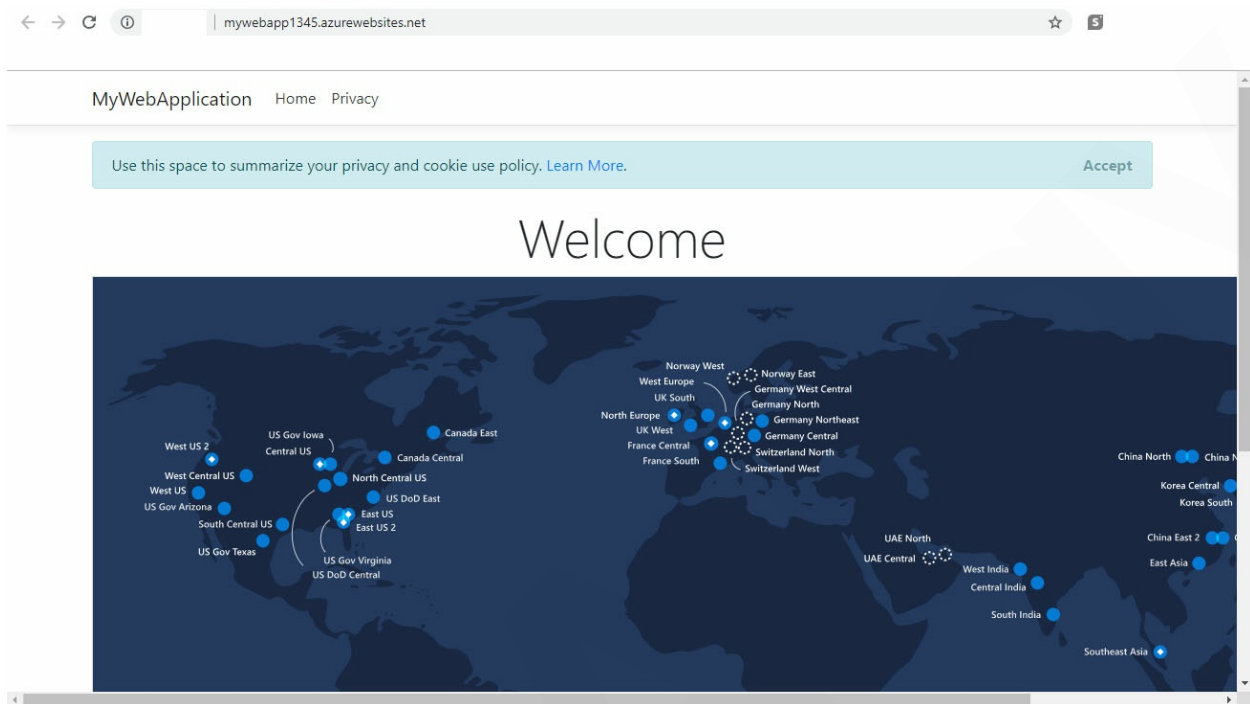 mywebapp1345.azurewebsites.net
MyWebApplication Home Privacy
Use this space to summarize your privacy and cookie use policy. Learn More. Accept
Welcome
Norway West
Norway East
West Europe
Germany West Central
UK South
Germany North
North Europe
Germany Northeast
UK West
Germany Central
France Central
Switzerland North
France South
Switzerland West
US Gov Iowa
Canada East
West US 2
Central US
Canada Central
West Central US
North Central US
West US
US DoD East
US Gov Arizona
East US
South Central US
East US 2
US Gov Texas
US Gov Virginia
US DoD Central
China North
China N
Korea Central
Korea South
UAE North
China East 2
UAE Central
East Asia
West India
Central India
South India
Southeast Asia